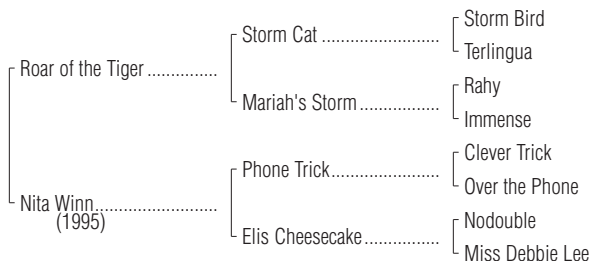 Storm Bird
Storm Cat ......................
Terlingua
Roar of the Tiger .............
Rahy
Mariah's Storm ...............
Immense
Clever Trick
Phone Trick....................
Over the Phone
Nita Winn.......................
(1995)
Nodouble
Elis Cheesecake ..............
Miss Debbie Lee